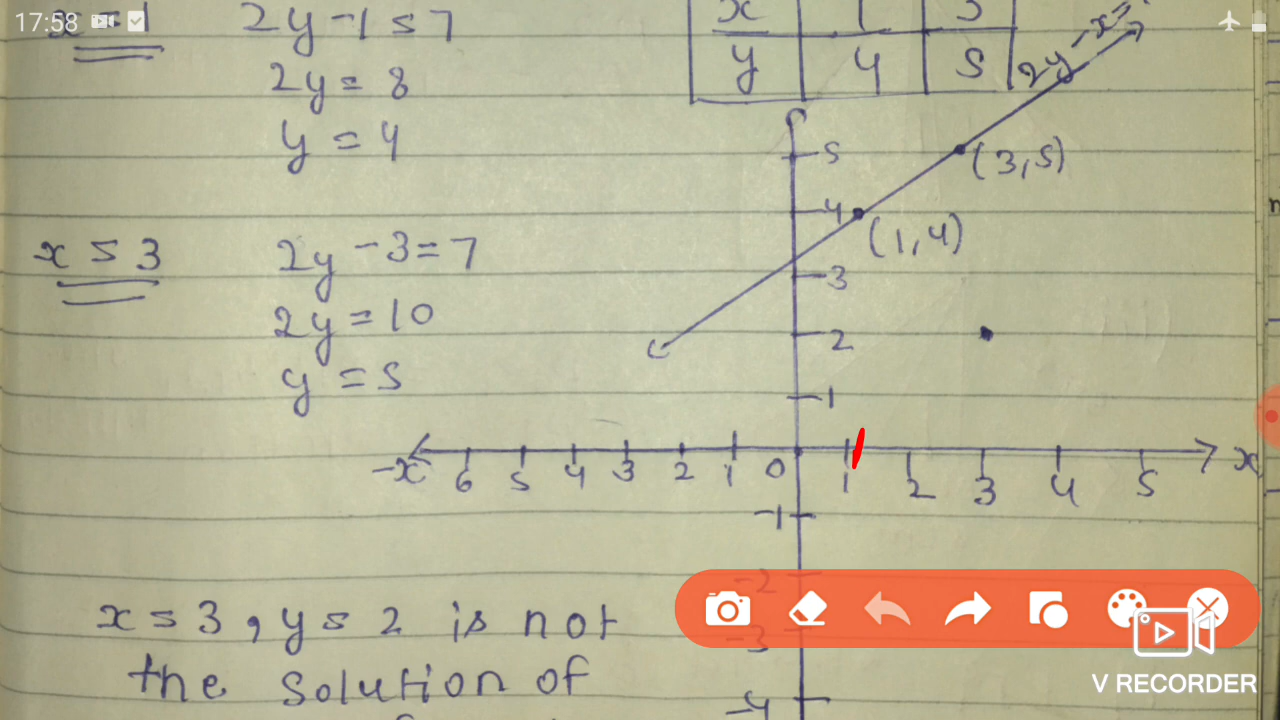 17:58
x = 1 2y - 1 = 7
2y = 8
y = 4
x 1 3
y 4 5
2y - x =
x = 3 2y - 3 = 7
2y = 10
y = 5
(3,5)
(1,4)
5
4
3
2
1
-x 6 5 4 3 2 1 0 1 2 3 4 5 x
-1
-2
-3
-4
x = 3, y = 2 is not
the solution of
V RECORDER